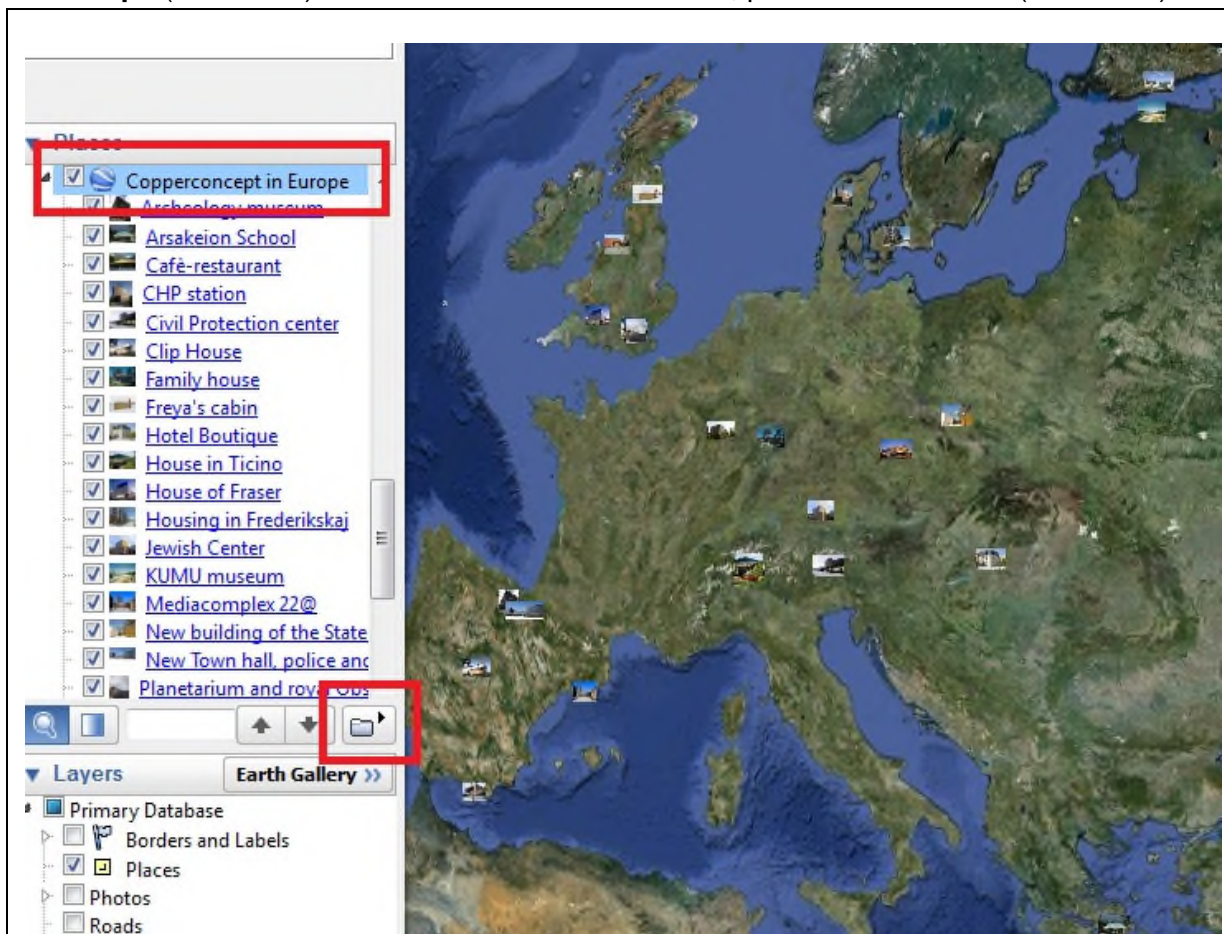 Places
Copperconcept in Europe
Archeology museum
Arsakeion School
Cafè-restaurant
CHP station
Civil Protection center
Clip House
Family house
Freya's cabin
Hotel Boutique
House in Ticino
House of Fraser
Housing in Frederikskaj
Jewish Center
KUMU museum
Mediacomplex 22@
New building of the State
New Town hall, police and
Planetarium and royal Obs
Layers
Earth Gallery >>
Primary Database
Borders and Labels
Places
Photos
Roads